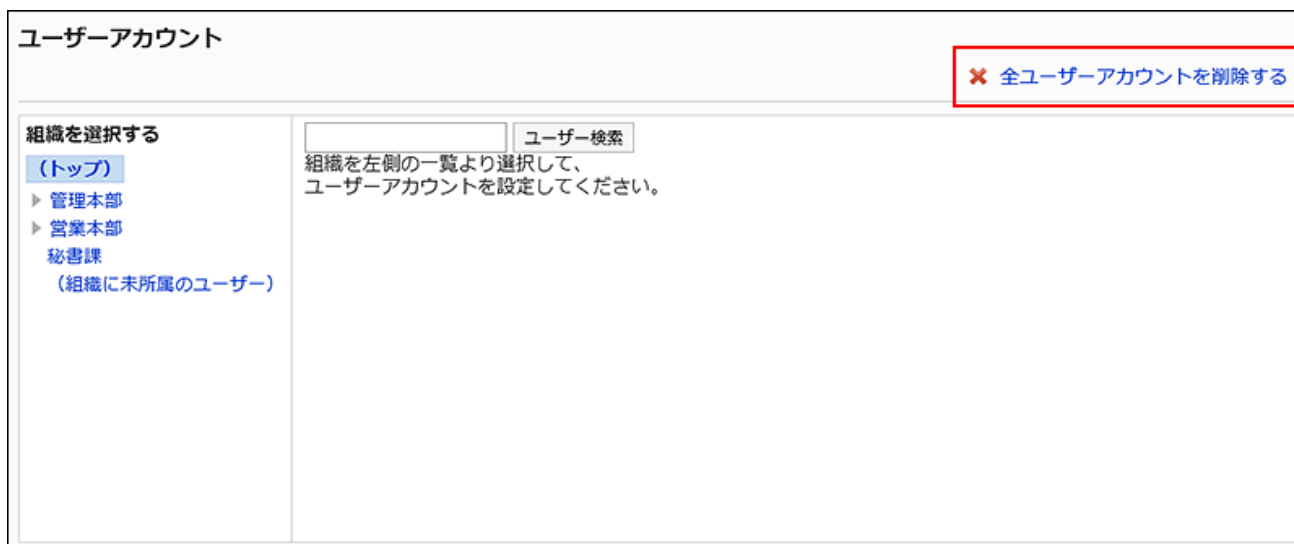 ユーザーアカウント
全ユーザーアカウントを削除する
組織を選択する
(トップ)
管理本部
営業本部
秘書課
(組織に未所属のユーザー)
ユーザー検索
組織を左側の一覧より選択して、
ユーザーアカウントを設定してください。